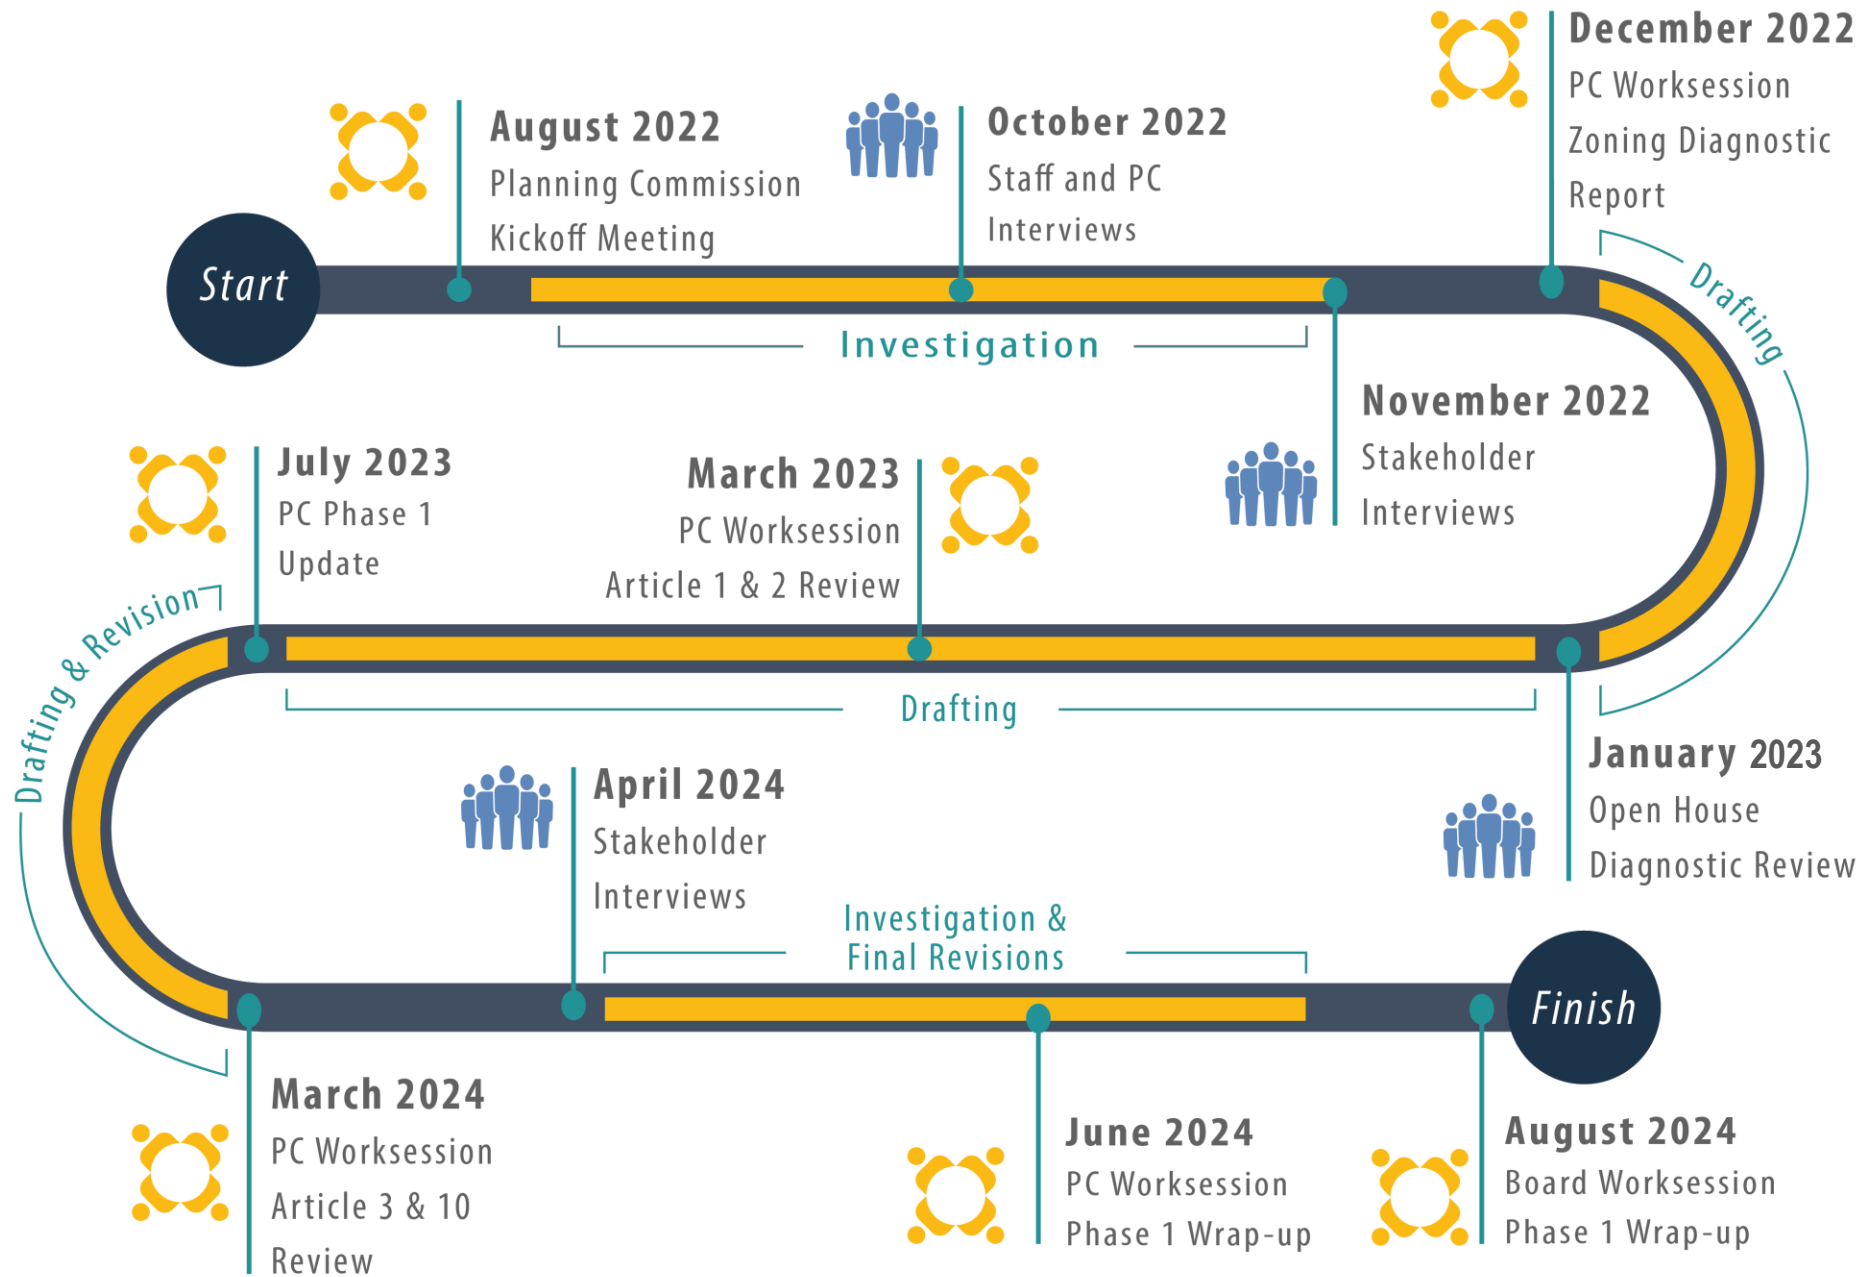 Start
August 2022
Planning Commission
Kickoff Meeting
October 2022
Staff and PC
Interviews
Investigation
November 2022
Stakeholder
Interviews
December 2022
PC Worksession
Zoning Diagnostic
Report
Drafting
January 2023
Open House
Diagnostic Review
Drafting
March 2023
PC Worksession
Article 1 & 2 Review
July 2023
PC Phase 1
Update
Drafting & Revision
March 2024
PC Worksession
Article 3 & 10
Review
April 2024
Stakeholder
Interviews
Investigation &
Final Revisions
June 2024
PC Worksession
Phase 1 Wrap-up
August 2024
Board Worksession
Phase 1 Wrap-up
Finish